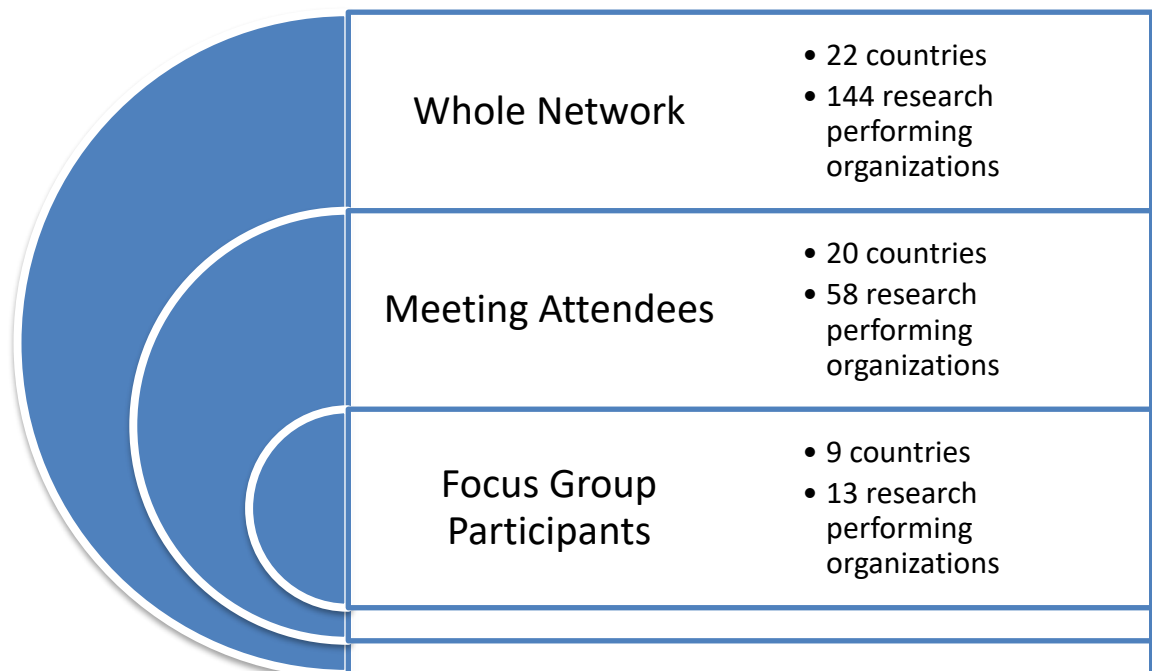 Whole Network
• 22 countries
• 144 research
performing
organizations
Meeting Attendees
• 20 countries
• 58 research
performing
organizations
Focus Group
Participants
• 9 countries
• 13 research
performing
organizations